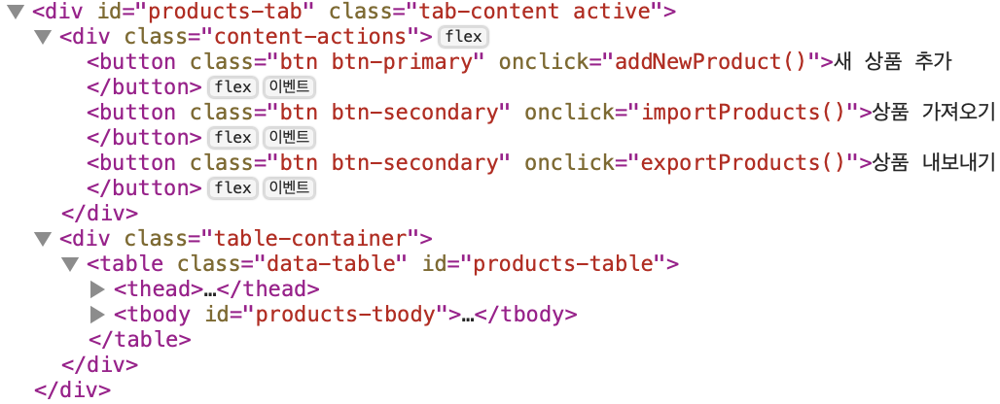 ▼ <div id="products-tab" class="tab-content active">
▼ <div class="content-actions"> flex
<button class="btn btn-primary" onclick="addNewProduct()">새 상품 추가
</button> flex 이벤트
<button class="btn btn-secondary" onclick="importProducts()">상품 가져오기
</button> flex 이벤트
<button class="btn btn-secondary" onclick="exportProducts()">상품 내보내기
</button> flex 이벤트
</div>
▼ <div class="table-container">
▼ <table class="data-table" id="products-table">
▶ <thead>…</thead>
▶ <tbody id="products-tbody">…</tbody>
</table>
</div>
</div>